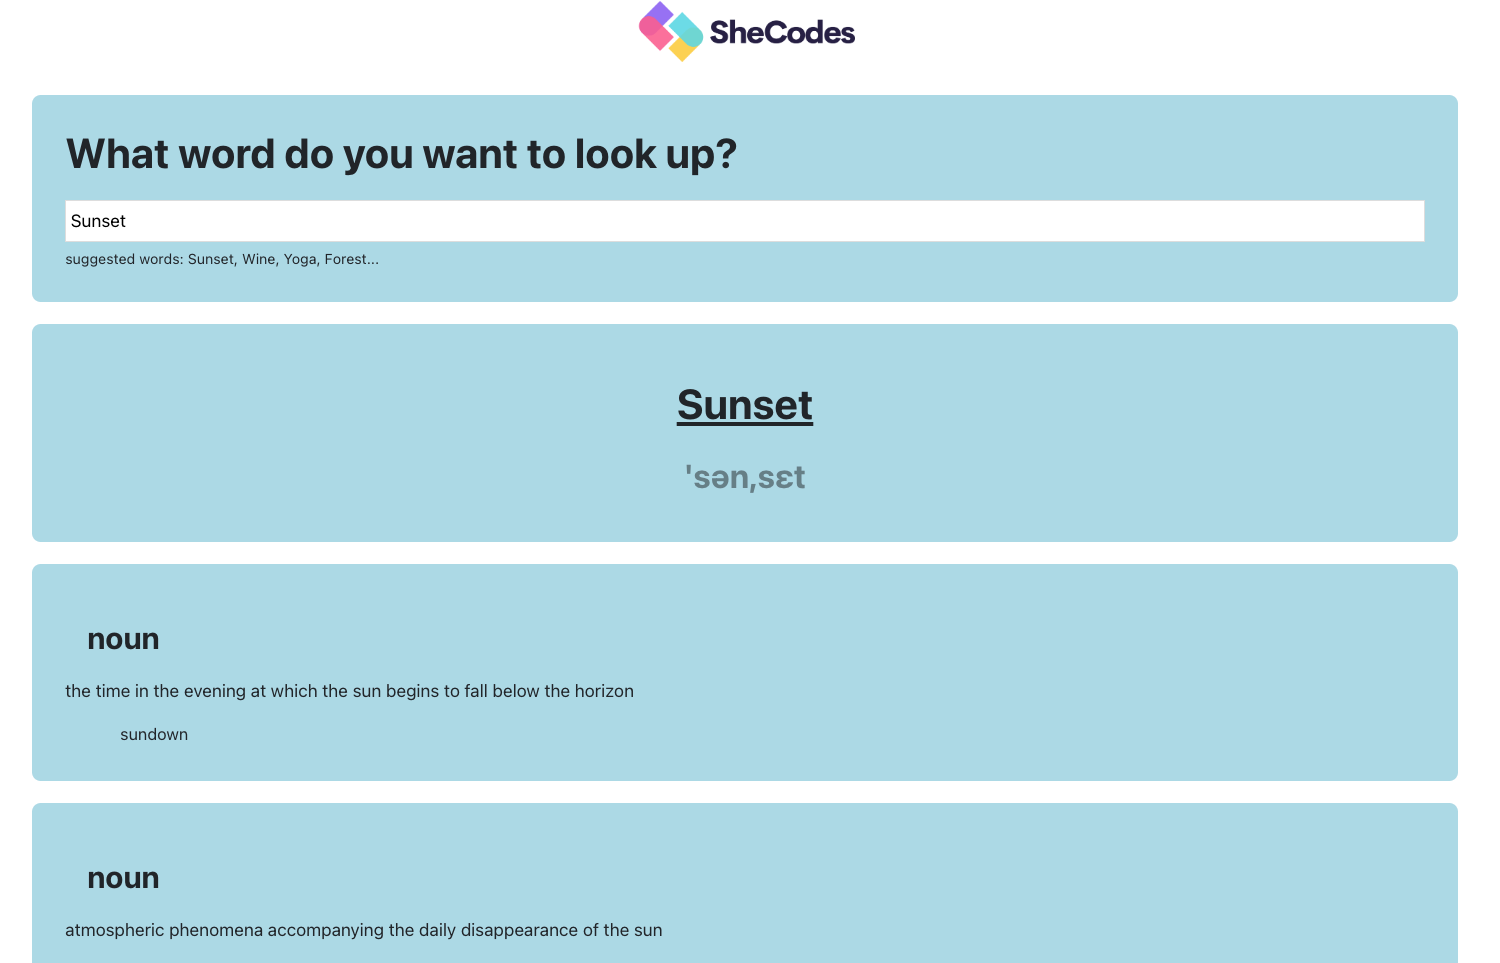 SheCodes
What word do you want to look up?
Sunset
suggested words: Sunset, Wine, Yoga, Forest...
Sunset
'sən,sɛt
noun
the time in the evening at which the sun begins to fall below the horizon
sundown
noun
atmospheric phenomena accompanying the daily disappearance of the sun